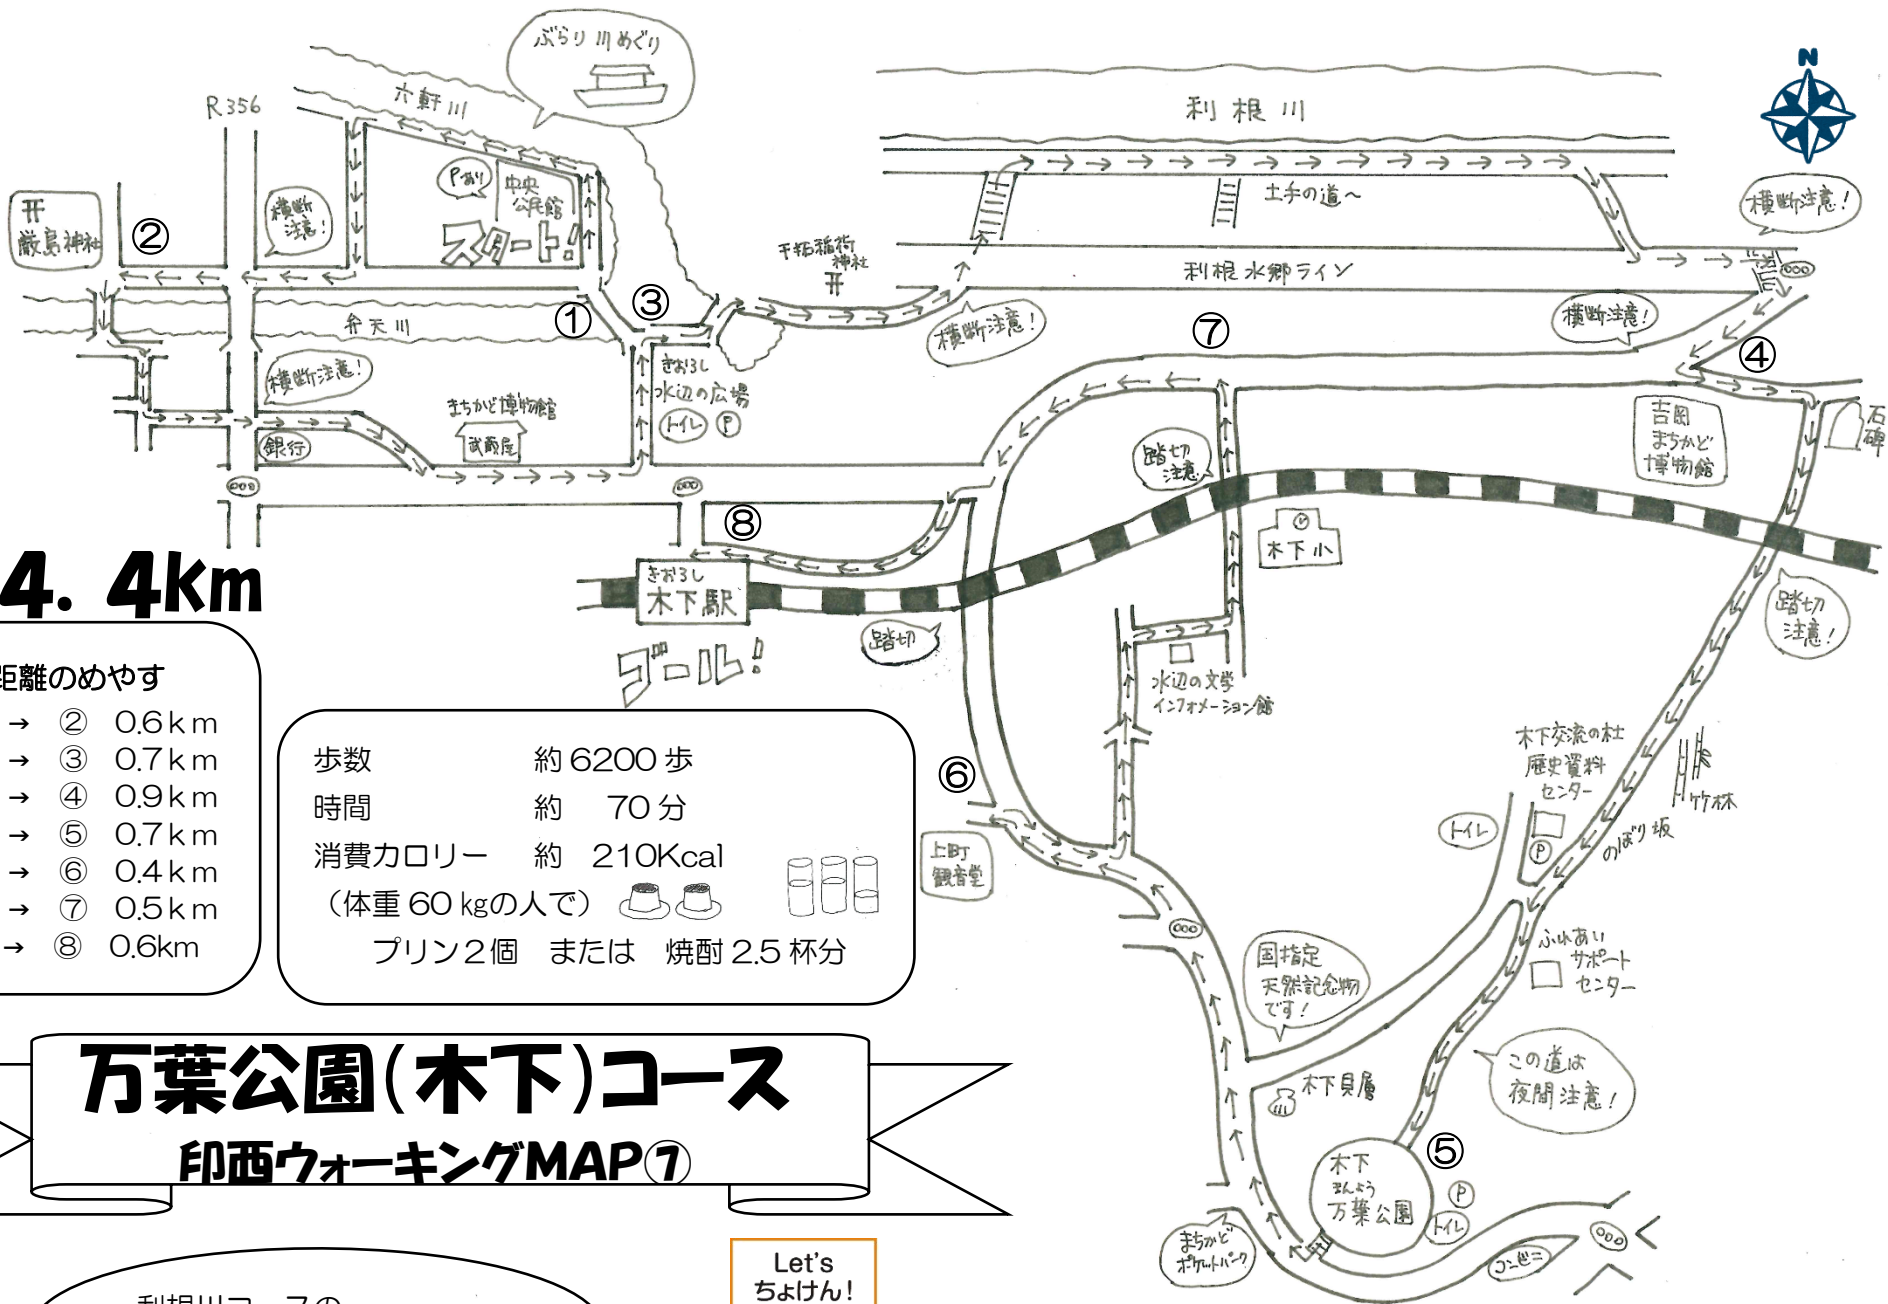 ぶらり川めぐり
六軒川
R356
利根川
N
Pあり
中央
公民館
スタート!
横断
注意!
土手の道〜
横断注意!
⛩
厳島神社
②
干拓稲荷
神社
⛩
利根水郷ライン
弁天川
①
③
横断注意!
⑦
横断注意!
④
横断注意!
きおろし
水辺の広場
トイレ
P
まちかど博物館
武蔵屋
銀行
踏切
注意
吉岡
まちかど
博物館
石碑
⑧
木下小
きおろし
木下駅
ゴール!
踏切
踏切
注意!
水辺の文学
インフォメーション館
4.4km
距離のめやす
→ ② 0.6km
→ ③ 0.7km
→ ④ 0.9km
→ ⑤ 0.7km
→ ⑥ 0.4km
→ ⑦ 0.5km
→ ⑧ 0.6km
歩数 約6200歩
時間 約 70分
消費カロリー 約 210Kcal
(体重60㎏の人で)
プリン2個 または 焼酎2.5杯分
⑥
上町
観音堂
木下交流の杜
歴史資料
センター
トイレ
P
のぼり坂
竹林
ふれあい
サポート
センター
国指定
天然記念物
です!
木下貝層
この道は
夜間注意!
⑤
木下
まんよう
万葉公園
P
トイレ
まちかど
ポケットパーク
コンビニ
万葉公園(木下)コース
印西ウォーキングMAP⑦
Let's
ちょけん!
利根川コースの